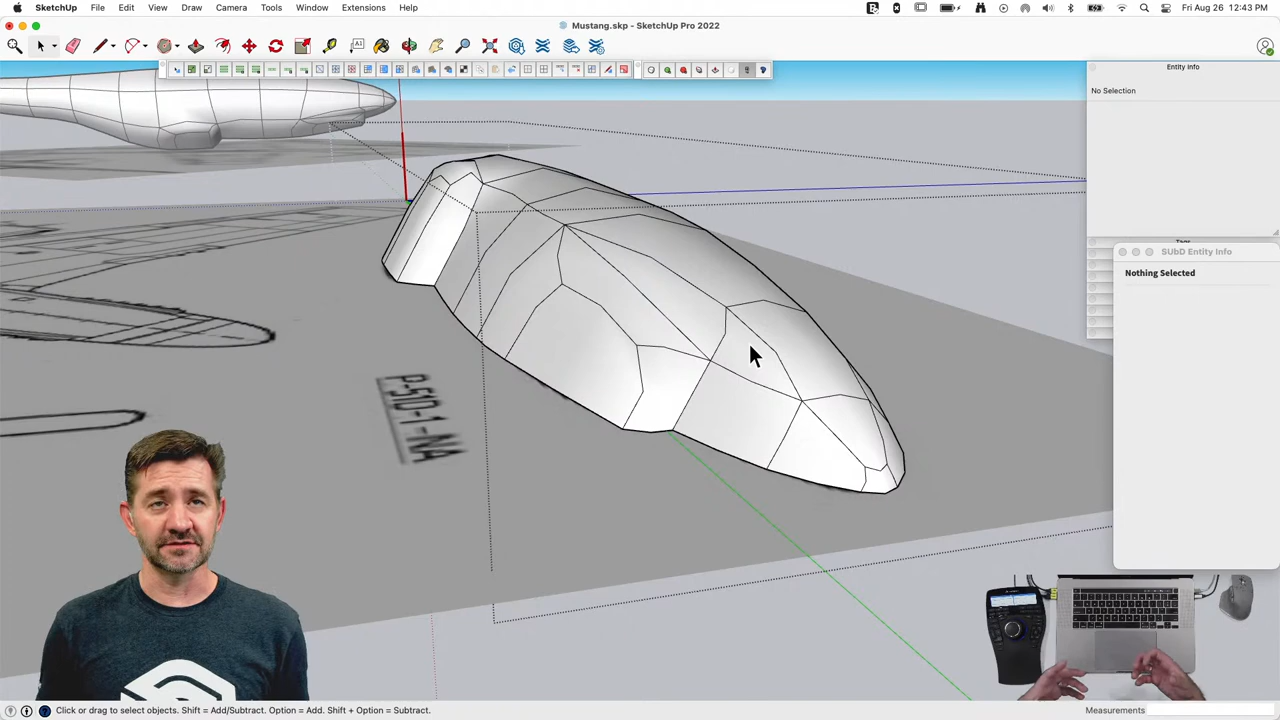 SketchUp File Edit View Draw Camera Tools Window Extensions Help
Fri Aug 26 12:43 PM
Mustang.skp - SketchUp Pro 2022
Entity Info
No Selection
Tags
SUbD Entity Info
Nothing Selected
P-51D-1-NA
Click or drag to select objects. Shift = Add/Subtract. Option = Add. Shift + Option = Subtract.
Measurements